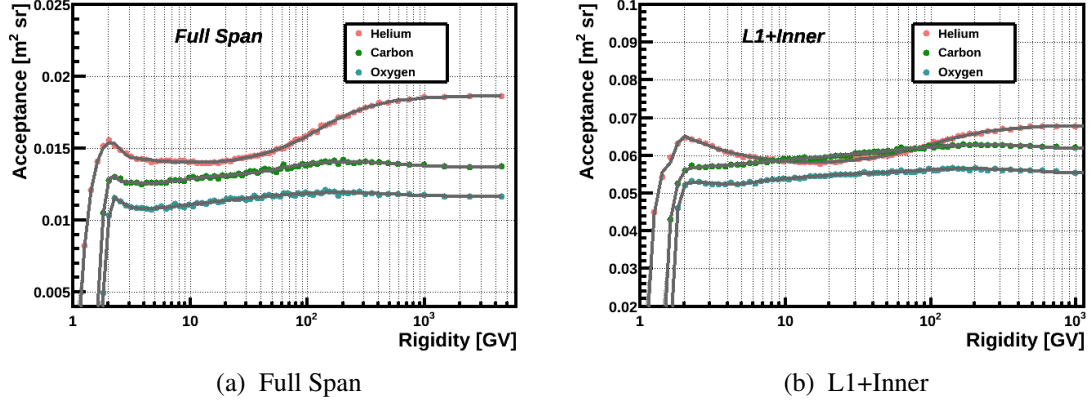 Full Span
Helium
Carbon
Oxygen
Acceptance [m² sr]
0.025
0.02
0.015
0.01
0.005
1 10 10² 10³
Rigidity [GV]
(a) Full Span
L1+Inner
Helium
Carbon
Oxygen
Acceptance [m² sr]
0.1
0.09
0.08
0.07
0.06
0.05
0.04
0.03
0.02
1 10 10² 10³
Rigidity [GV]
(b) L1+Inner